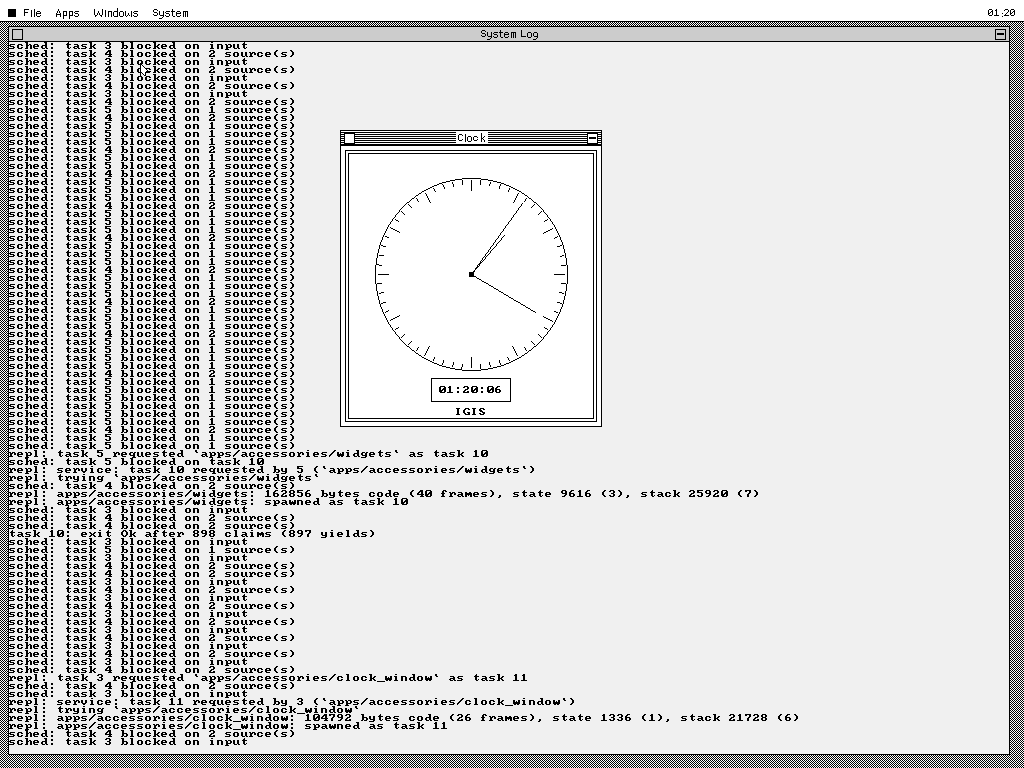 File Apps Windows System 01.20
System Log
sched: task 3 blocked on input
sched: task 4 blocked on 2 source(s)
sched: task 3 blocked on input
sched: task 4 blocked on 2 source(s)
sched: task 3 blocked on input
sched: task 4 blocked on 2 source(s)
sched: task 3 blocked on input
sched: task 4 blocked on 2 source(s)
sched: task 5 blocked on 1 source(s)
sched: task 4 blocked on 2 source(s)
sched: task 5 blocked on 1 source(s)
sched: task 5 blocked on 1 source(s)
sched: task 5 blocked on 1 source(s)
sched: task 4 blocked on 2 source(s)
sched: task 5 blocked on 1 source(s)
sched: task 5 blocked on 1 source(s)
sched: task 4 blocked on 2 source(s)
sched: task 5 blocked on 1 source(s)
sched: task 5 blocked on 1 source(s)
sched: task 5 blocked on 1 source(s)
sched: task 4 blocked on 2 source(s)
sched: task 5 blocked on 1 source(s)
sched: task 5 blocked on 1 source(s)
sched: task 5 blocked on 1 source(s)
sched: task 4 blocked on 2 source(s)
sched: task 5 blocked on 1 source(s)
sched: task 5 blocked on 1 source(s)
sched: task 5 blocked on 1 source(s)
sched: task 4 blocked on 2 source(s)
sched: task 5 blocked on 1 source(s)
sched: task 5 blocked on 1 source(s)
sched: task 5 blocked on 1 source(s)
sched: task 4 blocked on 2 source(s)
sched: task 5 blocked on 1 source(s)
sched: task 5 blocked on 1 source(s)
sched: task 5 blocked on 1 source(s)
sched: task 4 blocked on 2 source(s)
sched: task 5 blocked on 1 source(s)
sched: task 5 blocked on 1 source(s)
sched: task 5 blocked on 1 source(s)
sched: task 5 blocked on 1 source(s)
sched: task 4 blocked on 2 source(s)
sched: task 5 blocked on 1 source(s)
sched: task 5 blocked on 1 source(s)
sched: task 5 blocked on 1 source(s)
sched: task 5 blocked on 1 source(s)
sched: task 5 blocked on 1 source(s)
sched: task 5 blocked on 1 source(s)
sched: task 4 blocked on 2 source(s)
sched: task 5 blocked on 1 source(s)
sched: task 5 blocked on 1 source(s)
repl: task 5 requested `apps/accessories/widgets` as task 10
sched: task 5 blocked on task 10
repl: service: task 10 requested by 5 (`apps/accessories/widgets`)
repl: trying `apps/accessories/widgets`
sched: task 4 blocked on 2 source(s)
repl: apps/accessories/widgets: 162856 bytes code (40 frames), state 9616 (3), stack 25920 (7)
repl: apps/accessories/widgets: spawned as task 10
sched: task 3 blocked on input
sched: task 4 blocked on 2 source(s)
sched: task 4 blocked on 2 source(s)
task 10: exit Ok after 898 claims (897 yields)
sched: task 3 blocked on input
sched: task 5 blocked on 1 source(s)
sched: task 3 blocked on input
sched: task 4 blocked on 2 source(s)
sched: task 4 blocked on 2 source(s)
sched: task 3 blocked on input
sched: task 4 blocked on 2 source(s)
sched: task 3 blocked on input
sched: task 4 blocked on 2 source(s)
sched: task 3 blocked on input
sched: task 4 blocked on 2 source(s)
sched: task 3 blocked on input
sched: task 4 blocked on 2 source(s)
sched: task 3 blocked on input
sched: task 4 blocked on 2 source(s)
sched: task 3 blocked on input
sched: task 4 blocked on 2 source(s)
repl: task 3 requested `apps/accessories/clock_window` as task 11
sched: task 4 blocked on 2 source(s)
sched: task 3 blocked on input
repl: service: task 11 requested by 3 (`apps/accessories/clock_window`)
repl: trying `apps/accessories/clock_window`
repl: apps/accessories/clock_window: 104792 bytes code (26 frames), state 1336 (1), stack 21728 (6)
repl: apps/accessories/clock_window: spawned as task 11
sched: task 4 blocked on 2 source(s)
sched: task 3 blocked on input
Clock
01:20:06
IGIS